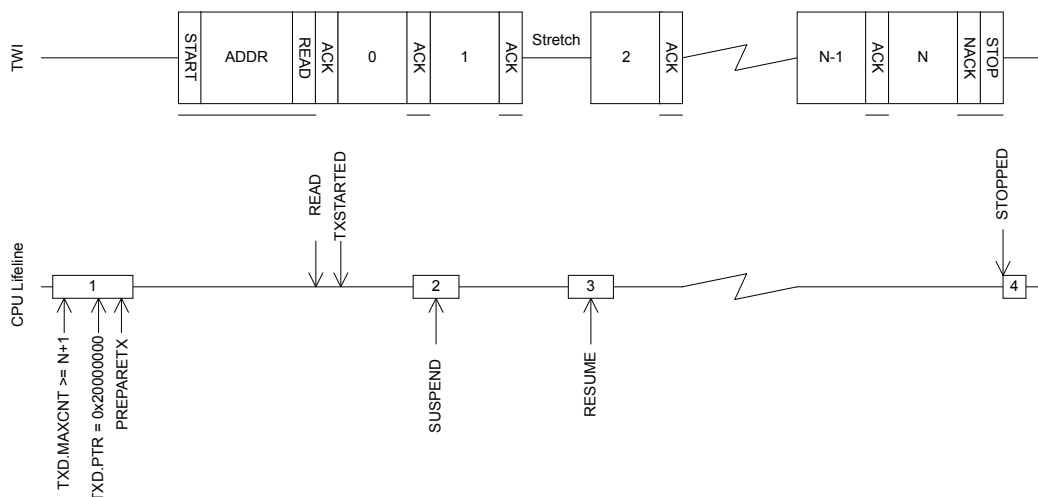 TWI
START
ADDR
READ
ACK
0
ACK
1
ACK
Stretch
2
ACK
N-1
ACK
N
NACK
STOP
READ
TXSTARTED
STOPPED
CPU Lifeline
1
2
3
4
TXD.MAXCNT >= N+1
TXD.PTR = 0x20000000
PREPARETX
SUSPEND
RESUME